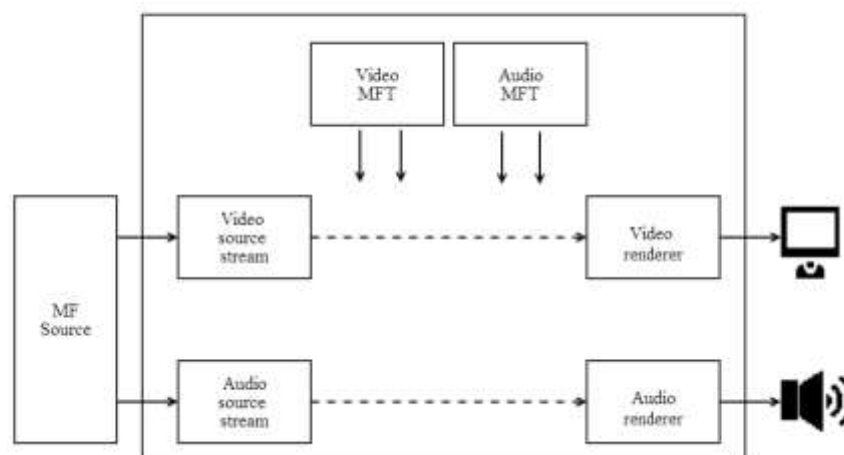 Video
MFT
Audio
MFT
MF
Source
Video
source
stream
Video
renderer
Audio
source
stream
Audio
renderer